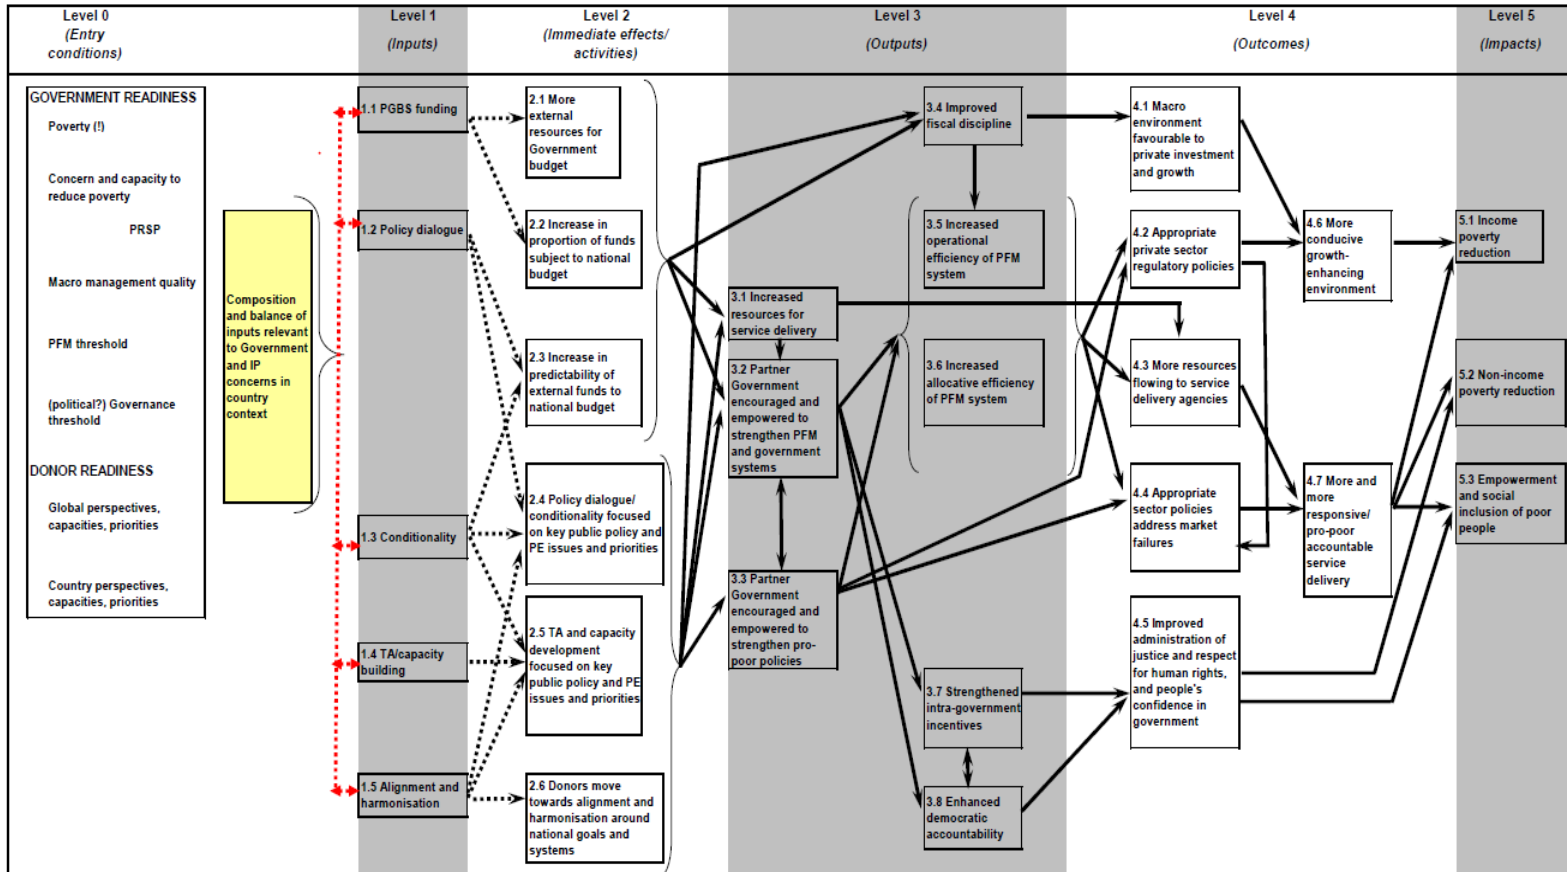 Level 0
(Entry
conditions)
Level 1
(Inputs)
Level 2
(Immediate effects/
activities)
Level 3
(Outputs)
Level 4
(Outcomes)
Level 5
(Impacts)
GOVERNMENT READINESS
Poverty (!)
Concern and capacity to
reduce poverty
PRSP
Macro management quality
PFM threshold
(political?) Governance
threshold
DONOR READINESS
Global perspectives,
capacities, priorities
Country perspectives,
capacities, priorities
Composition
and balance of
inputs relevant
to Government
and IP
concerns in
country
context
1.1 PGBS funding
1.2 Policy dialogue
1.3 Conditionality
1.4 TA/capacity
building
1.5 Alignment and
harmonisation
2.1 More
external
resources for
Government
budget
2.2 Increase in
proportion of funds
subject to national
budget
2.3 Increase in
predictability of
external funds to
national budget
2.4 Policy dialogue/
conditionality focused
on key public policy and
PE issues and priorities
2.5 TA and capacity
development
focused on key
public policy and PE
issues and priorities
2.6 Donors move
towards alignment and
harmonisation around
national goals and
systems
3.1 Increased
resources for
service delivery
3.2 Partner
Government
encouraged and
empowered to
strengthen PFM
and government
systems
3.3 Partner
Government
encouraged and
empowered to
strengthen pro-
poor policies
3.4 Improved
fiscal discipline
3.5 Increased
operational
efficiency of PFM
system
3.6 Increased
allocative efficiency
of PFM system
3.7 Strengthened
intra-government
incentives
3.8 Enhanced
democratic
accountability
4.1 Macro
environment
favourable to
private investment
and growth
4.2 Appropriate
private sector
regulatory policies
4.3 More resources
flowing to service
delivery agencies
4.4 Appropriate
sector policies
address market
failures
4.5 Improved
administration of
justice and respect
for human rights,
and people's
confidence in
government
4.6 More
conducive
growth-
enhancing
environment
4.7 More and
more
responsive/
pro-poor
accountable
service
delivery
5.1 Income
poverty
reduction
5.2 Non-income
poverty reduction
5.3 Empowerment
and social
inclusion of poor
people